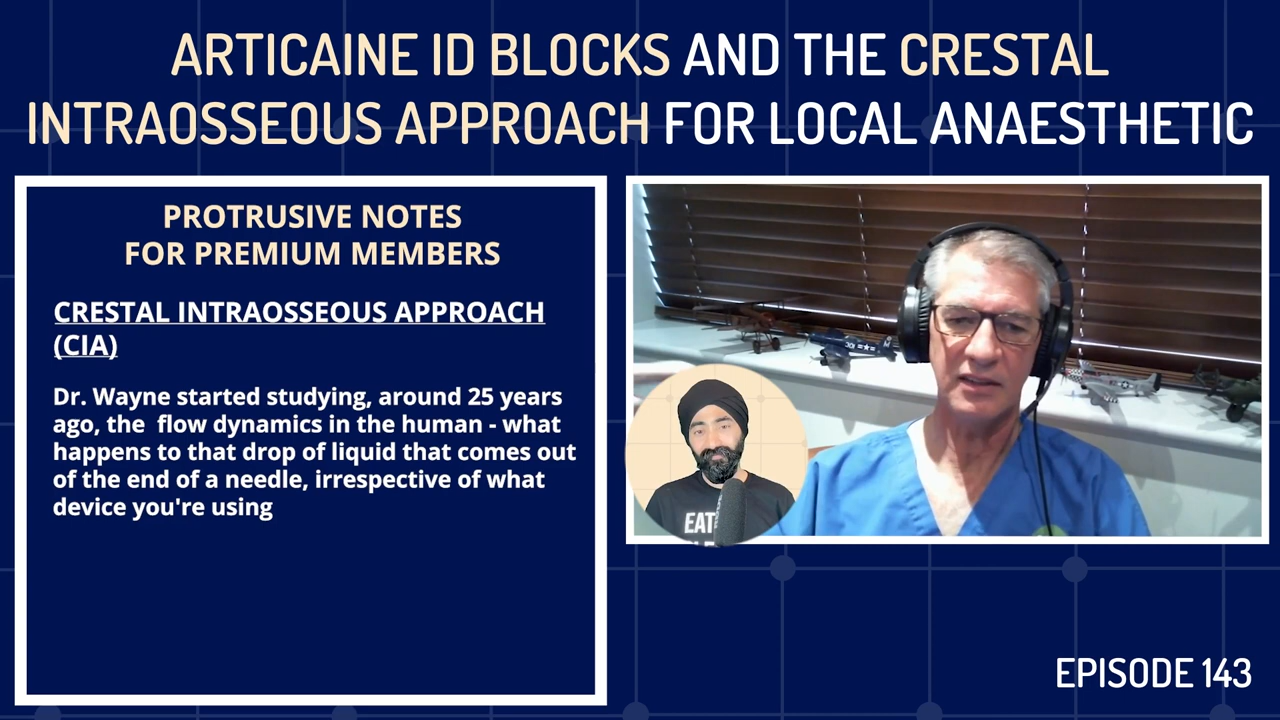 ARTICAINE ID BLOCKS AND THE CRESTAL
INTRAOSSEOUS APPROACH FOR LOCAL ANAESTHETIC
PROTRUSIVE NOTES
FOR PREMIUM MEMBERS
CRESTAL INTRAOSSEOUS APPROACH
(CIA)
Dr. Wayne started studying, around 25 years
ago, the flow dynamics in the human - what
happens to that drop of liquid that comes out
of the end of a needle, irrespective of what
device you're using
EAT
EPISODE 143